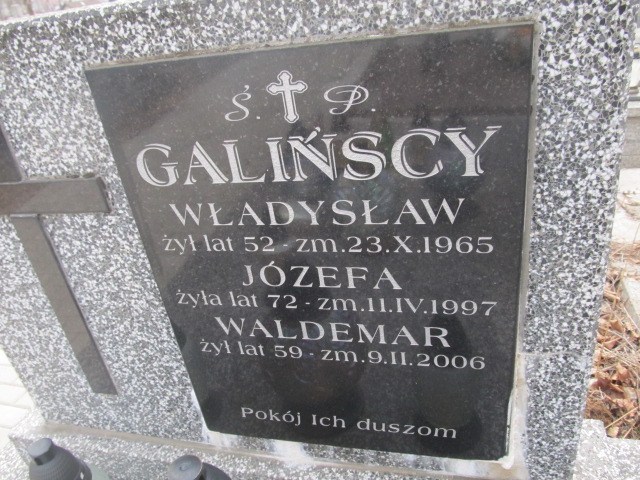 Ś. P.
GALIŃSCY
WŁADYSŁAW
żył lat 52 - zm.23.X.1965
JÓZEFA
żyła lat 72 - zm.11.IV.1997
WALDEMAR
żył lat 59 - zm.9.II.2006
Pokój Ich duszom